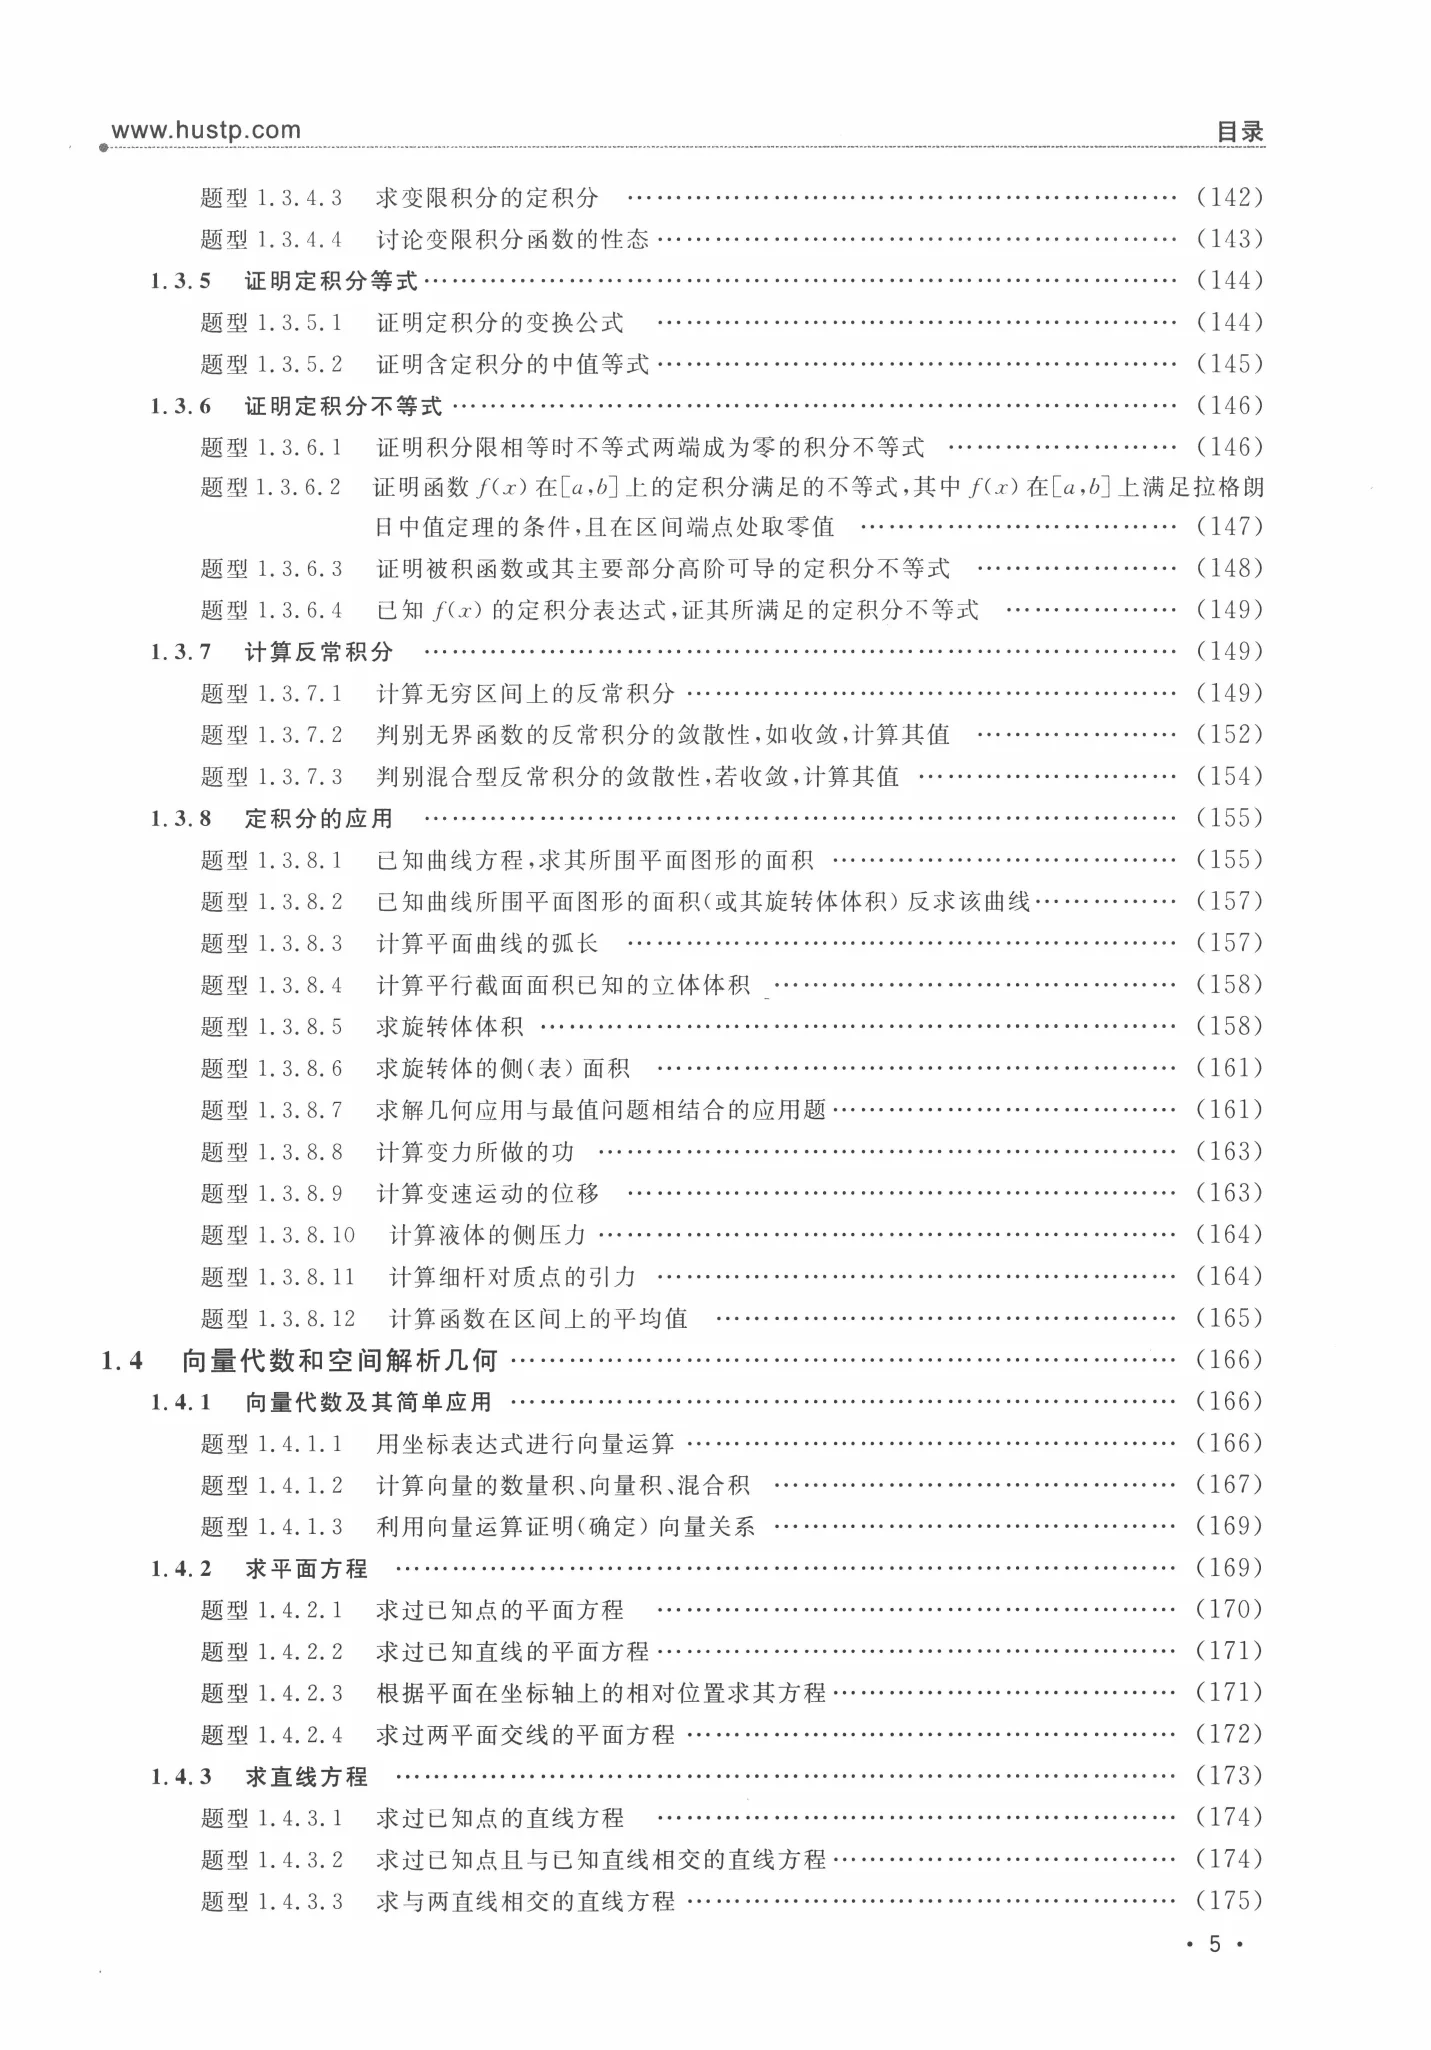 www.hustp.com 目录
题型 1.3.4.3 求变限积分的定积分 …… (142)
题型 1.3.4.4 讨论变限积分函数的性态 …… (143)
1.3.5 证明定积分等式 …… (144)
题型 1.3.5.1 证明定积分的变换公式 …… (144)
题型 1.3.5.2 证明含定积分的中值等式 …… (145)
1.3.6 证明定积分不等式 …… (146)
题型 1.3.6.1 证明积分限相等时不等式两端成为零的积分不等式 …… (146)
题型 1.3.6.2 证明函数 f(x)在[a,b]上的定积分满足的不等式,其中 f(x)在[a,b]上满足拉格朗
日中值定理的条件,且在区间端点处取零值 …… (147)
题型 1.3.6.3 证明被积函数或其主要部分高阶可导的定积分不等式 …… (148)
题型 1.3.6.4 已知 f(x)的定积分表达式,证其所满足的定积分不等式 …… (149)
1.3.7 计算反常积分 …… (149)
题型 1.3.7.1 计算无穷区间上的反常积分 …… (149)
题型 1.3.7.2 判别无界函数的反常积分的敛散性,如收敛,计算其值 …… (152)
题型 1.3.7.3 判别混合型反常积分的敛散性,若收敛,计算其值 …… (154)
1.3.8 定积分的应用 …… (155)
题型 1.3.8.1 已知曲线方程,求其所围平面图形的面积 …… (155)
题型 1.3.8.2 已知曲线所围平面图形的面积(或其旋转体体积)反求该曲线 …… (157)
题型 1.3.8.3 计算平面曲线的弧长 …… (157)
题型 1.3.8.4 计算平行截面面积已知的立体体积 …… (158)
题型 1.3.8.5 求旋转体体积 …… (158)
题型 1.3.8.6 求旋转体的侧(表)面积 …… (161)
题型 1.3.8.7 求解几何应用与最值问题相结合的应用题 …… (161)
题型 1.3.8.8 计算变力所做的功 …… (163)
题型 1.3.8.9 计算变速运动的位移 …… (163)
题型 1.3.8.10 计算液体的侧压力 …… (164)
题型 1.3.8.11 计算细杆对质点的引力 …… (164)
题型 1.3.8.12 计算函数在区间上的平均值 …… (165)
1.4 向量代数和空间解析几何 …… (166)
1.4.1 向量代数及其简单应用 …… (166)
题型 1.4.1.1 用坐标表达式进行向量运算 …… (166)
题型 1.4.1.2 计算向量的数量积、向量积、混合积 …… (167)
题型 1.4.1.3 利用向量运算证明(确定)向量关系 …… (169)
1.4.2 求平面方程 …… (169)
题型 1.4.2.1 求过已知点的平面方程 …… (170)
题型 1.4.2.2 求过已知直线的平面方程 …… (171)
题型 1.4.2.3 根据平面在坐标轴上的相对位置求其方程 …… (171)
题型 1.4.2.4 求过两平面交线的平面方程 …… (172)
1.4.3 求直线方程 …… (173)
题型 1.4.3.1 求过已知点的直线方程 …… (174)
题型 1.4.3.2 求过已知点且与已知直线相交的直线方程 …… (174)
题型 1.4.3.3 求与两直线相交的直线方程 …… (175)
· 5 ·